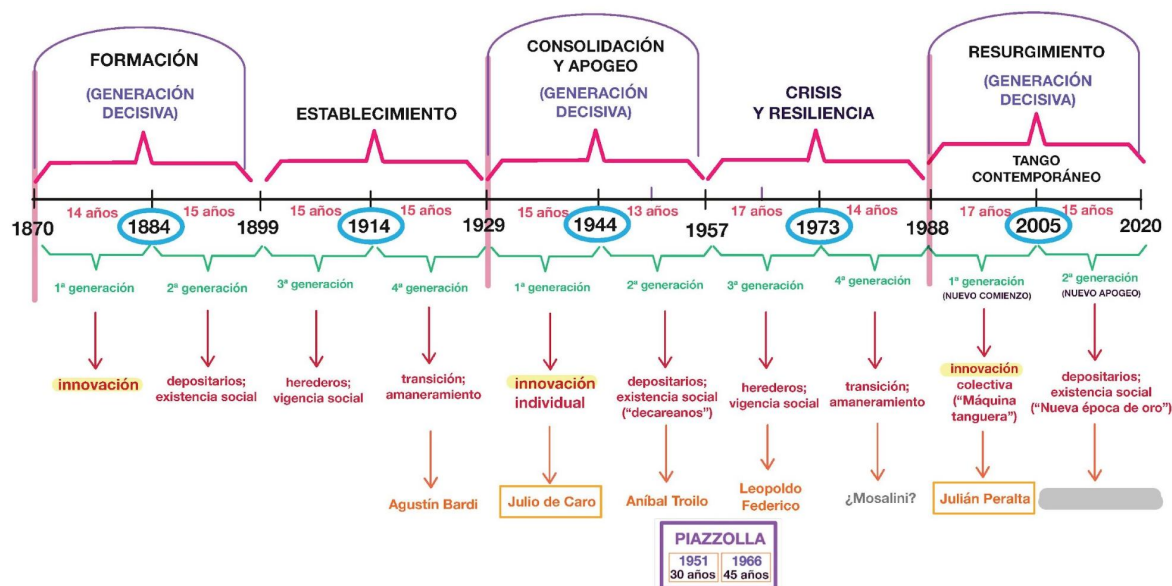 FORMACIÓN
(GENERACIÓN
DECISIVA)
ESTABLECIMIENTO
CONSOLIDACIÓN
Y APOGEO
(GENERACIÓN
DECISIVA)
CRISIS
Y RESILIENCIA
RESURGIMIENTO
(GENERACIÓN
DECISIVA)
TANGO
CONTEMPORÁNEO
14 años
15 años
15 años
15 años
15 años
13 años
17 años
14 años
17 años
15 años
1870
1884
1899
1914
1929
1944
1957
1973
1988
2005
2020
1ª generación
2ª generación
3ª generación
4ª generación
1ª generación
2ª generación
3ª generación
4ª generación
1ª generación
(NUEVO COMIENZO)
2ª generación
(NUEVO APOGEO)
innovación
depositarios;
existencia social
herederos;
vigencia social
transición;
amaneramiento
innovación
individual
depositarios;
existencia social
("decareanos")
herederos;
vigencia social
transición;
amaneramiento
innovación
colectiva
("Máquina
tanguera")
depositarios;
existencia social
("Nueva época de oro")
Agustín Bardi
Julio de Caro
Aníbal Troilo
Leopoldo
Federico
¿Mosalini?
Julián Peralta
PIAZZOLLA
1951
30 años
1966
45 años